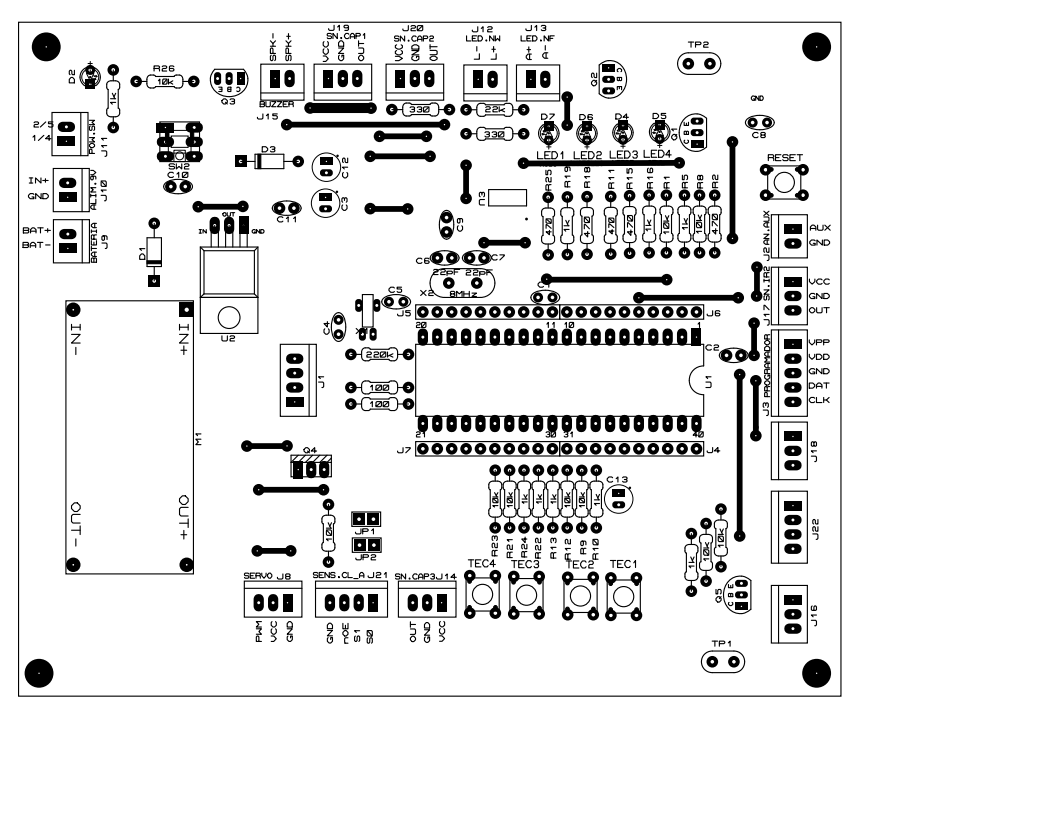 J19
J20
J12
J13
SN.CAP1
SN.CAP2
LED.NW
LED.NF
SPK-
SPK+
VCC
GND
OUT
VCC
GND
OUT
L-
L+
A+
A-
TP2
D2
R26
10k
1k
Q3
E B C
BUZZER
J15
330
22k
330
Q2
C B E
GND
C8
2/5
1/4
POW.SW
J11
SW2
D3
C12
D7
D6
D4
D5
Q1
C B E
LED1
LED2
LED3
LED4
RESET
IN+
GND
ALIM.9V
J10
C10
C3
U3
R25
R19
R18
R11
R15
R16
R1
R5
R8
R2
470
1k
470
470
470
1k
10k
1k
10k
470
BAT+
BAT-
BATERIA
J9
D1
C11
C9
IN
OUT
GND
J2
AN.AUX
AUX
GND
C6
C7
22pF
22pF
X2
8MHz
C5
J17
SN.IR2
VCC
GND
OUT
IN-
IN+
U2
C4
J5
J6
20
11
10
1
220k
C2
U1
J1
100
100
J3
PROGRAMADOR
VPP
VDD
GND
DAT
CLK
M1
21
30
31
40
J7
J4
Q4
J18
OUT-
OUT+
10k
JP1
JP2
10k
10k
1k
1k
1k
10k
10k
1k
C13
R23
R21
R24
R22
R13
R12
R9
R10
J22
1k
10k
10k
TEC4
TEC3
TEC2
TEC1
SERVO
J8
SENS.CL_A
J21
SN.CAP3
J14
Q5
C B E
J16
PWM
VCC
GND
GND
nOE
S1
S0
OUT
GND
VCC
TP1